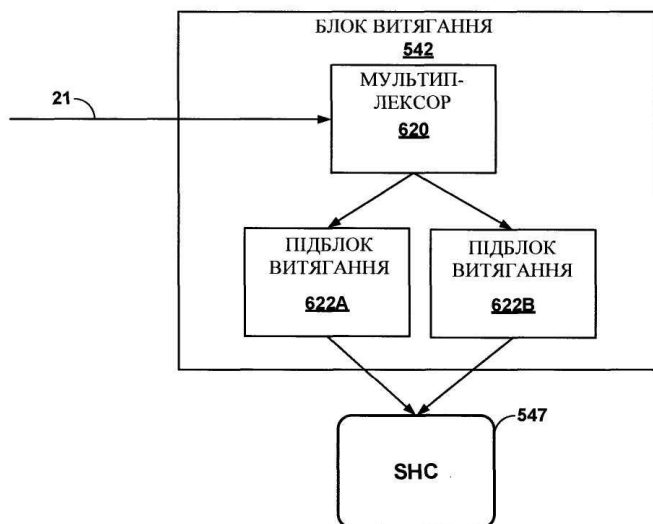 БЛОК ВИТЯГАННЯ
542
МУЛЬТИП-
ЛЕКСОР
620
21
ПІДБЛОК
ВИТЯГАННЯ
622A
ПІДБЛОК
ВИТЯГАННЯ
622B
547
SHC